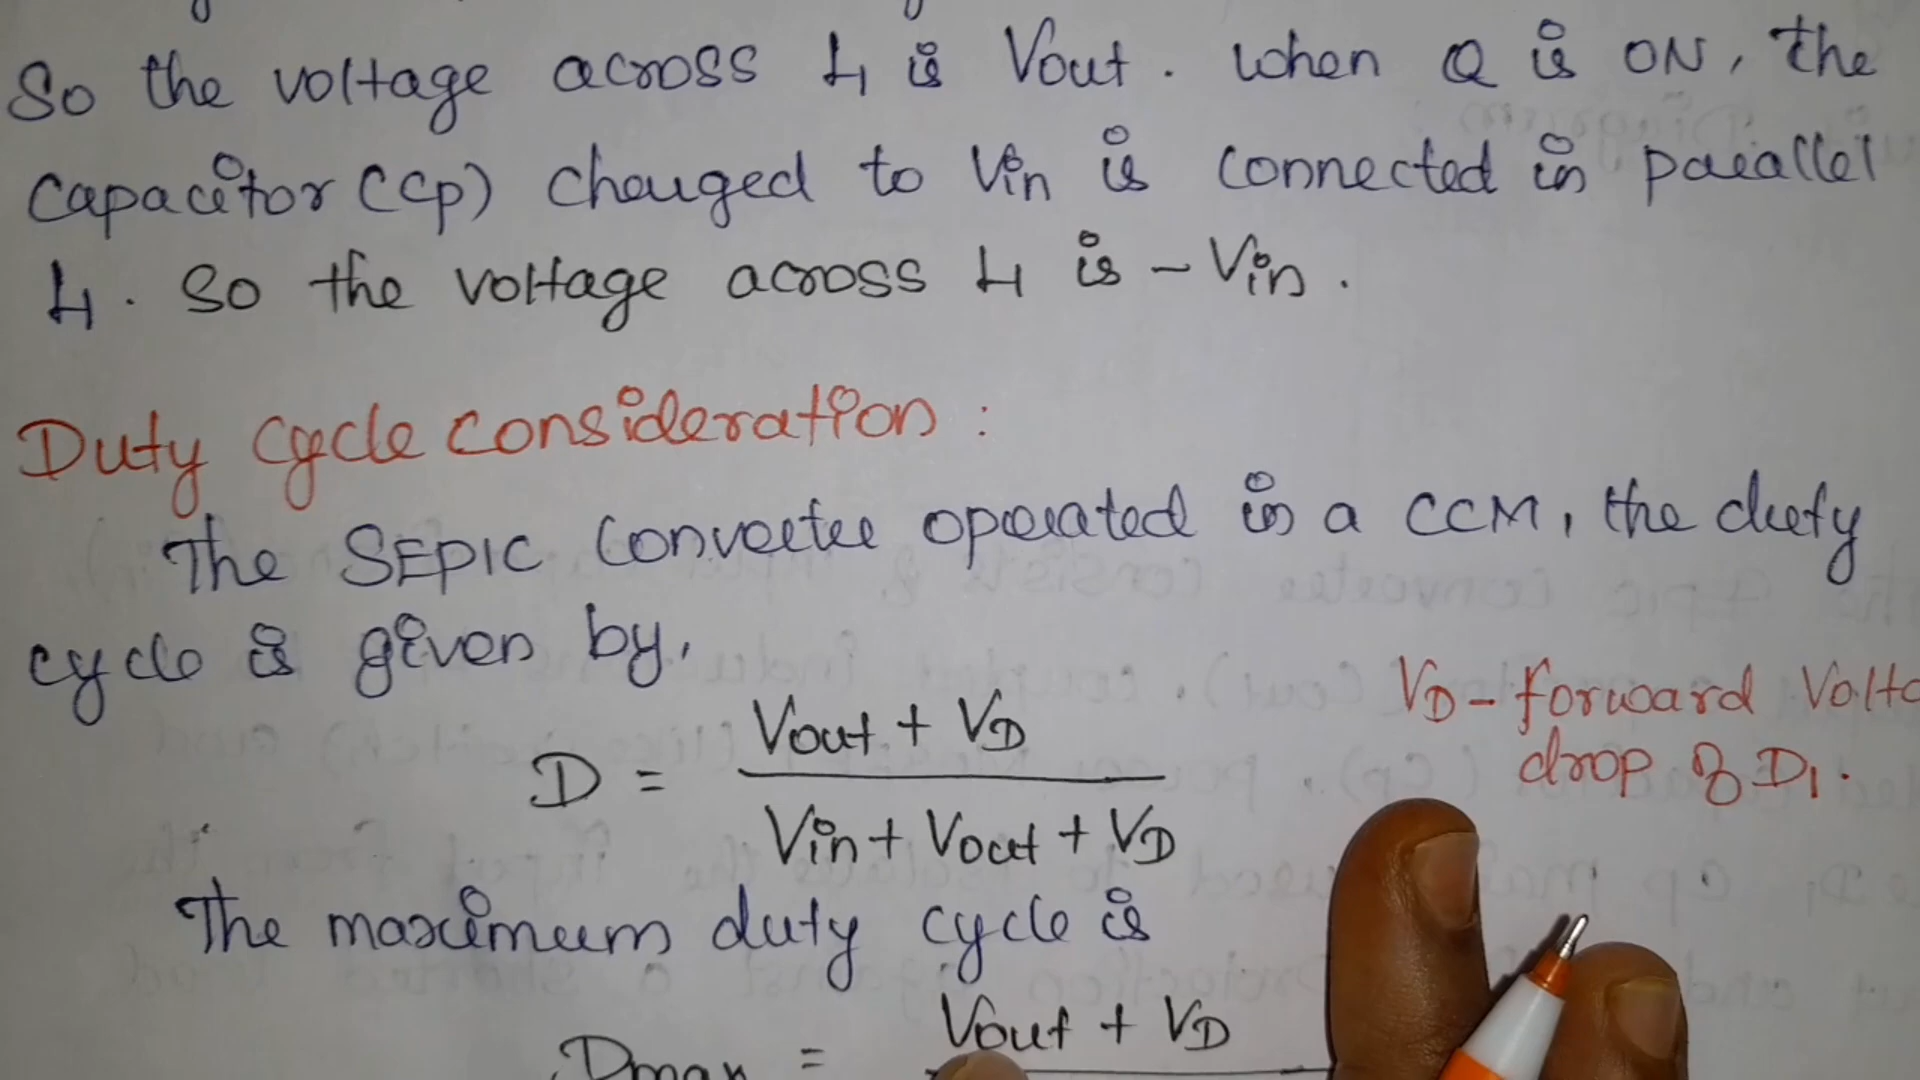 So the voltage across L1 is Vout. When Q is ON, the
capacitor (Cp) charged to Vin is connected in parallel
L1. So the voltage across L1 is - Vin.
Duty cycle consideration:
The SEPIC converter operated in a CCM, the duty
cycle is given by,
VD - forward Volta
drop of D1.
D = Vout + VD
Vin + Vout + VD
The maximum duty cycle is
Dmax = Vout + VD